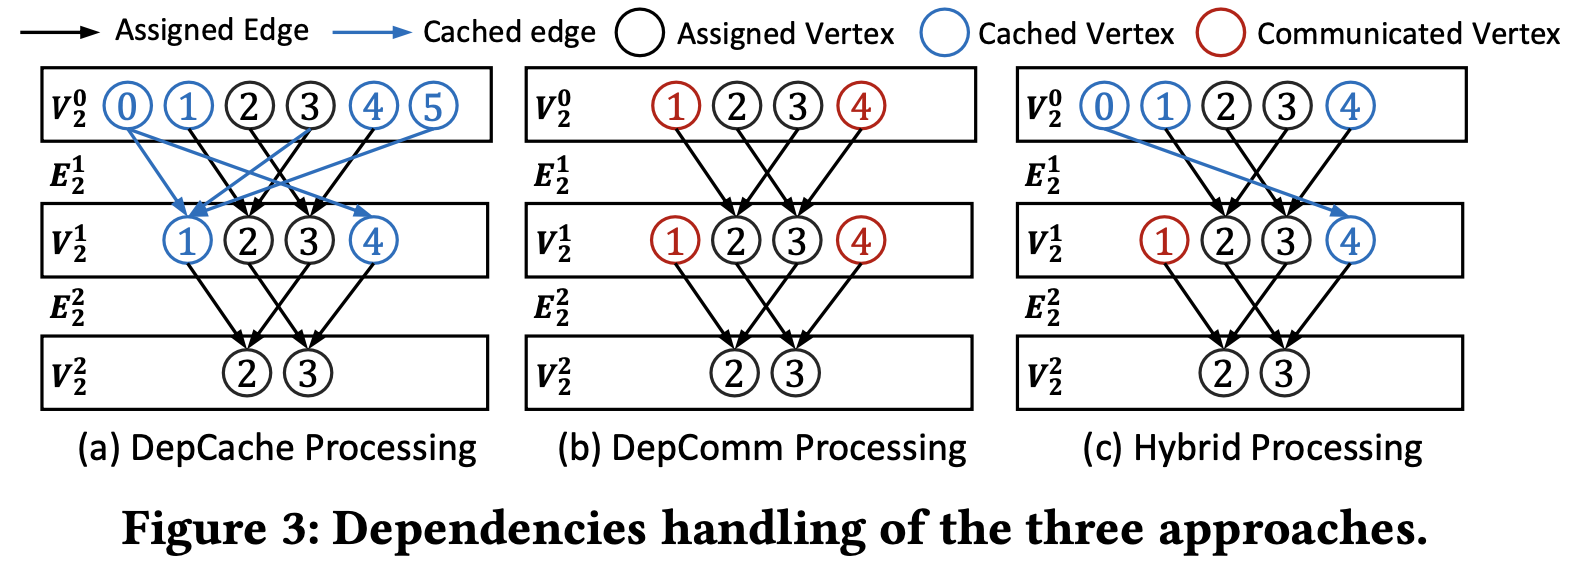 Assigned Edge Cached edge Assigned Vertex Cached Vertex Communicated Vertex
V₂⁰ 0 1 2 3 4 5 V₂⁰ 1 2 3 4 V₂⁰ 0 1 2 3 4
E₂¹ E₂¹ E₂¹
V₂¹ 1 2 3 4 V₂¹ 1 2 3 4 V₂¹ 1 2 3 4
E₂² E₂² E₂²
V₂² 2 3 V₂² 2 3 V₂² 2 3
(a) DepCache Processing (b) DepComm Processing (c) Hybrid Processing
Figure 3: Dependencies handling of the three approaches.